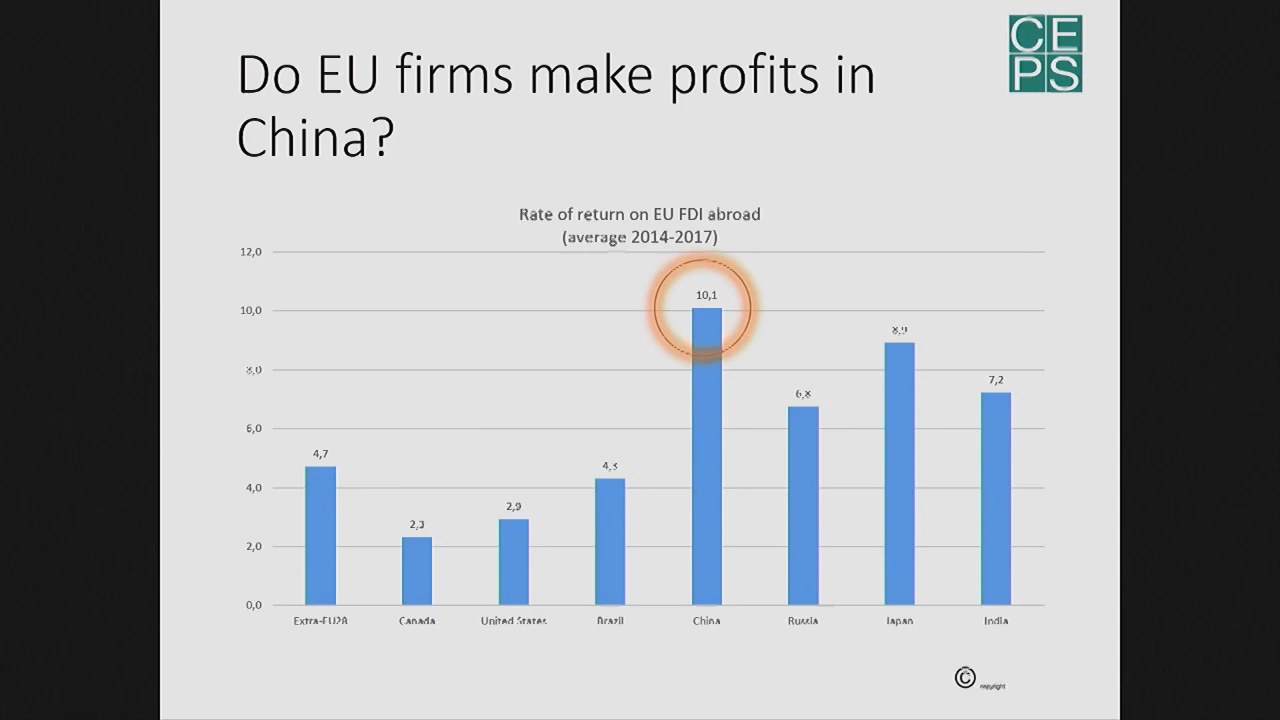 Do EU firms make profits in
China?
CE
PS
Rate of return on EU FDI abroad
(average 2014-2017)
12,0
10,0
8,0
6,0
4,0
2,0
0,0
4,7
2,3
2,9
4,3
10,1
6,8
8,9
7,2
Extra-EU28
Canada
United States
Brazil
China
Russia
Japan
India
© copyright